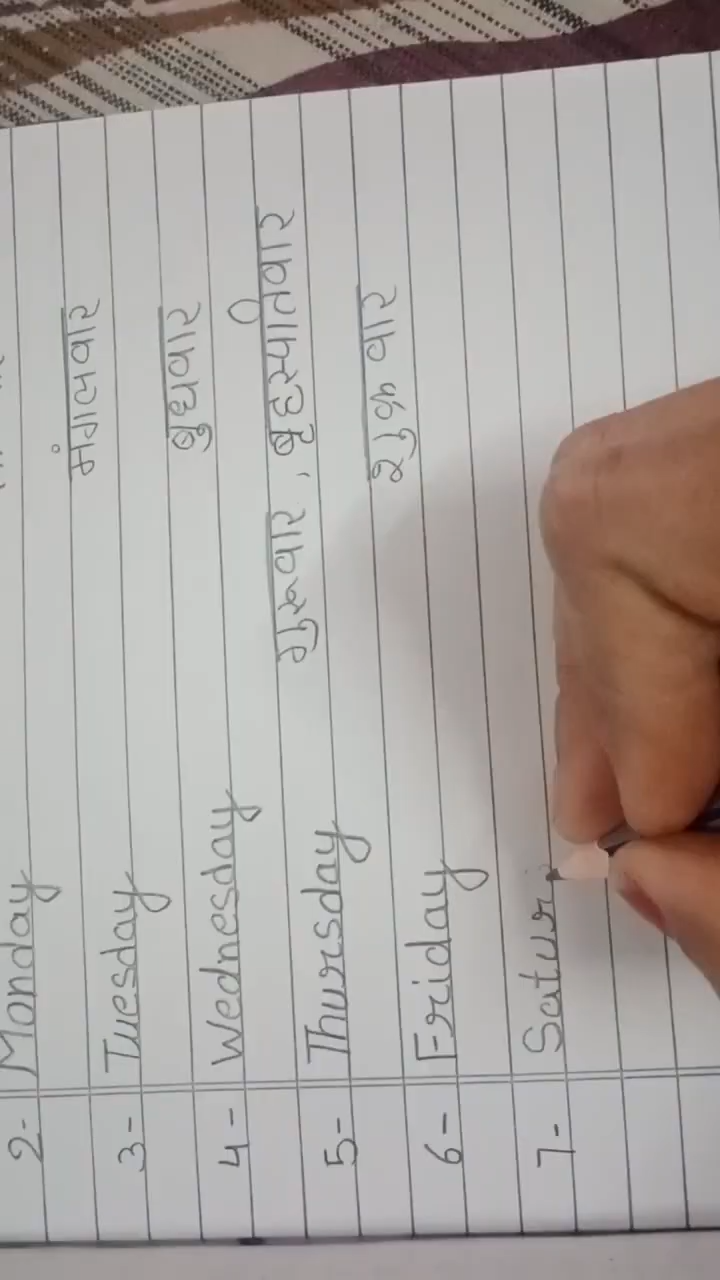 2- Monday
3- Tuesday मंगलवार
4- Wednesday बुधवार
5- Thursday गुरूवार, बृहस्पतिवार
6- Friday शुक्रवार
7- Satur